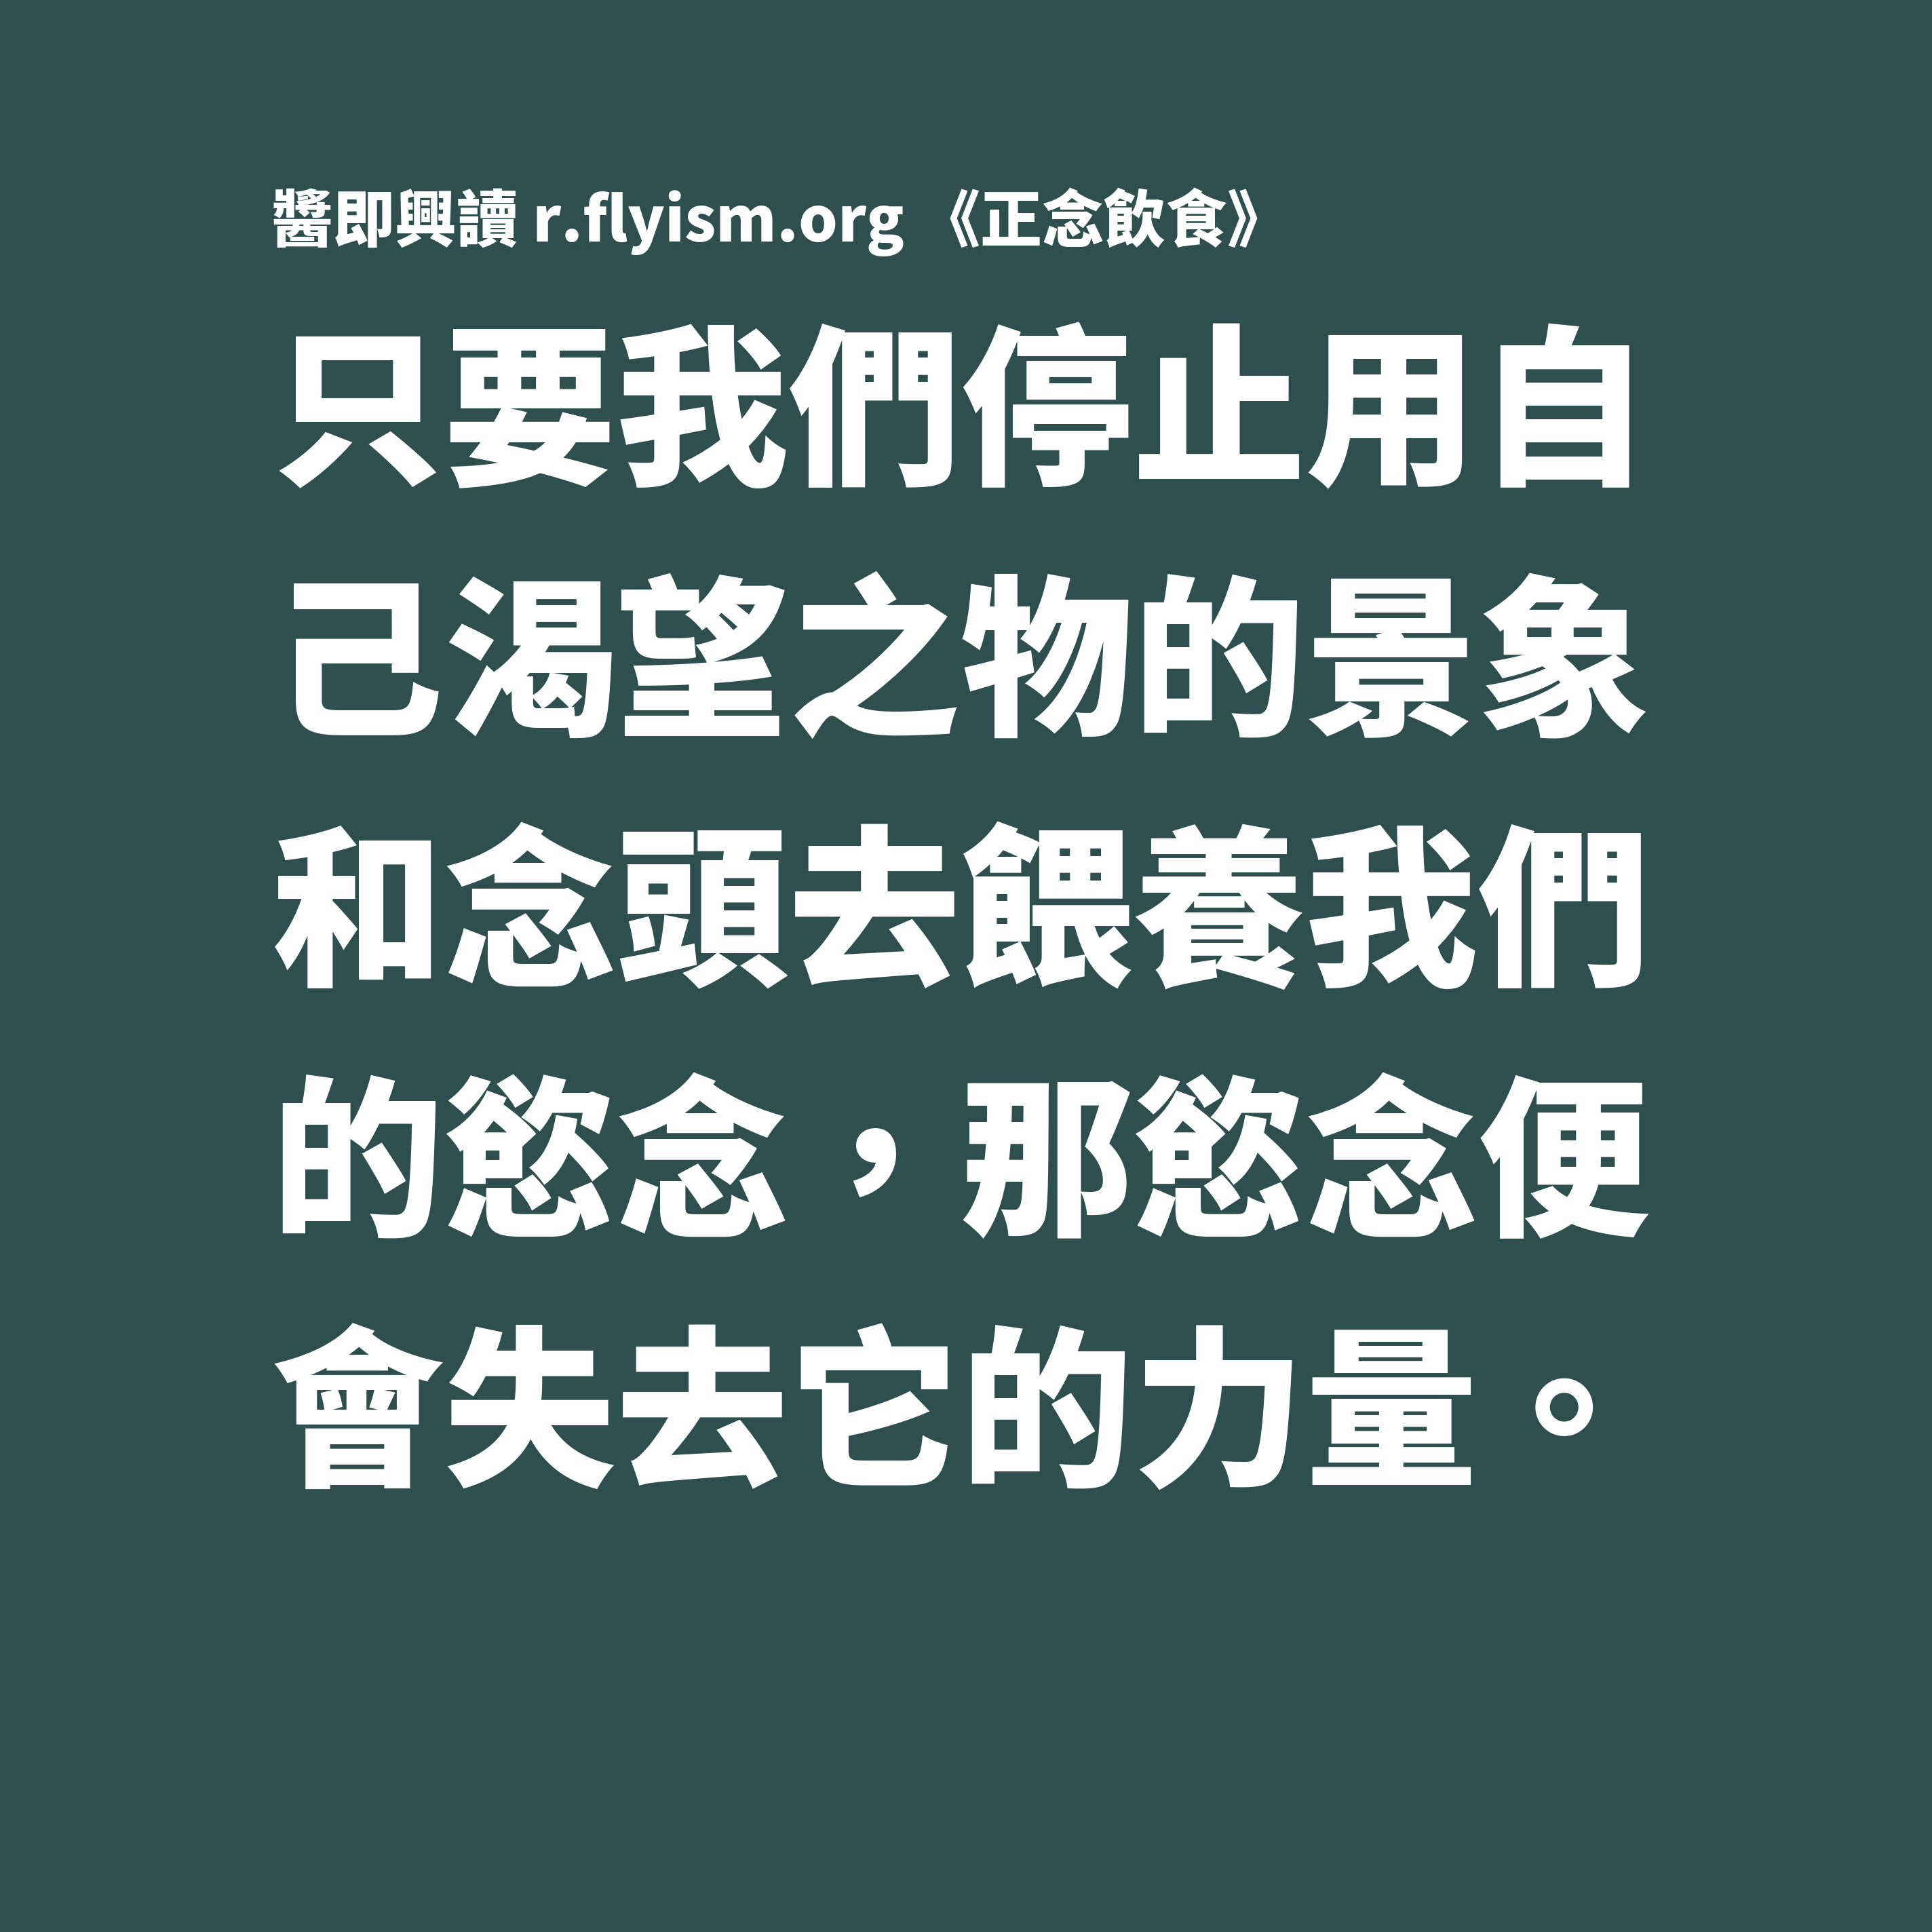 整即興讀 r.flyism.org 《正念飲食》
只要我們停止用自
己渴望之物的景象
和念頭去餵養我們
的慾念，那慾念便
會失去它的力量。